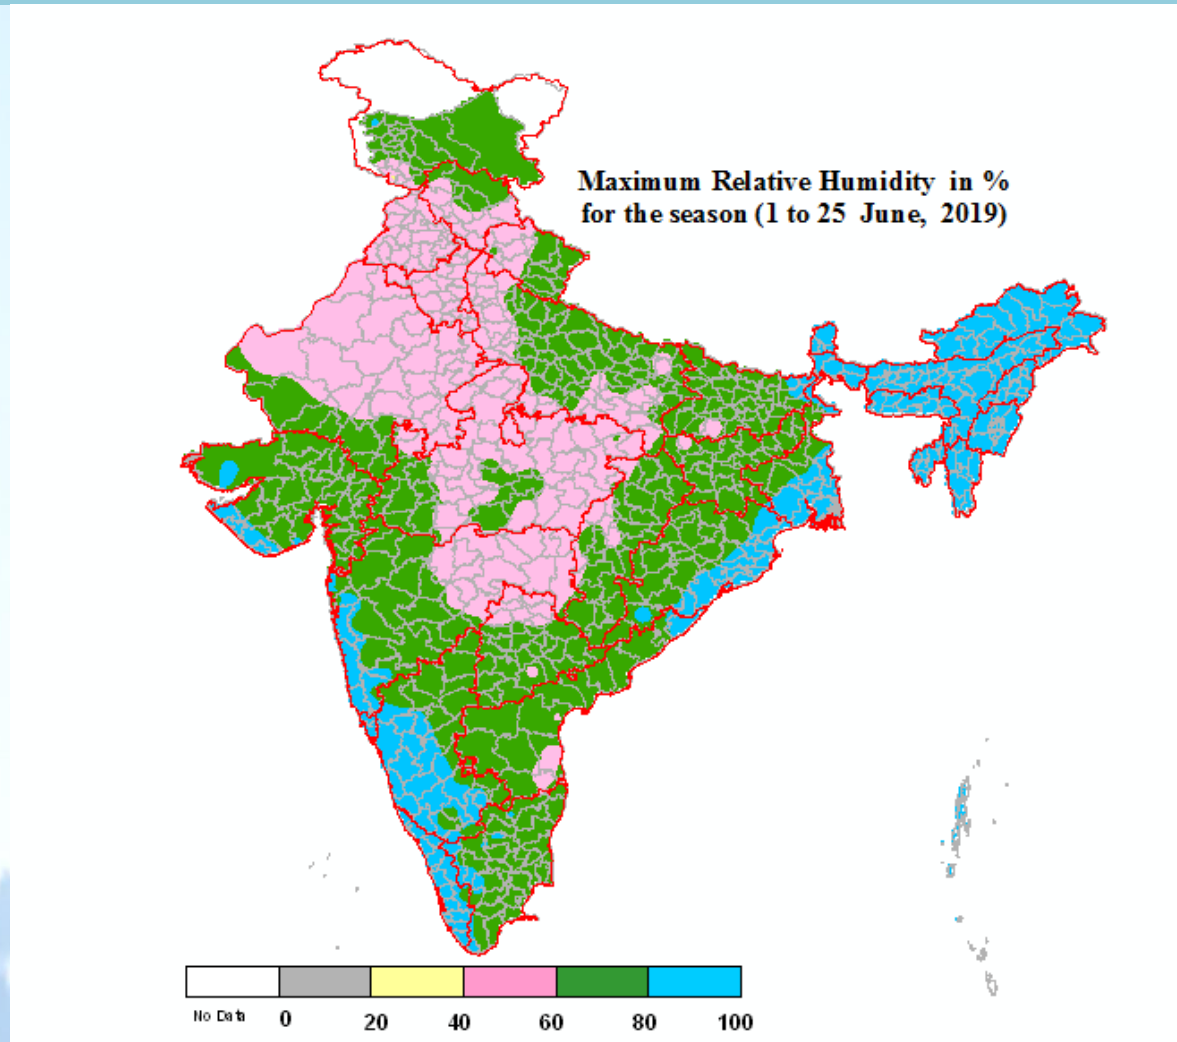 Maximum Relative Humidity in %
for the season (1 to 25 June, 2019)
No Data 0 20 40 60 80 100